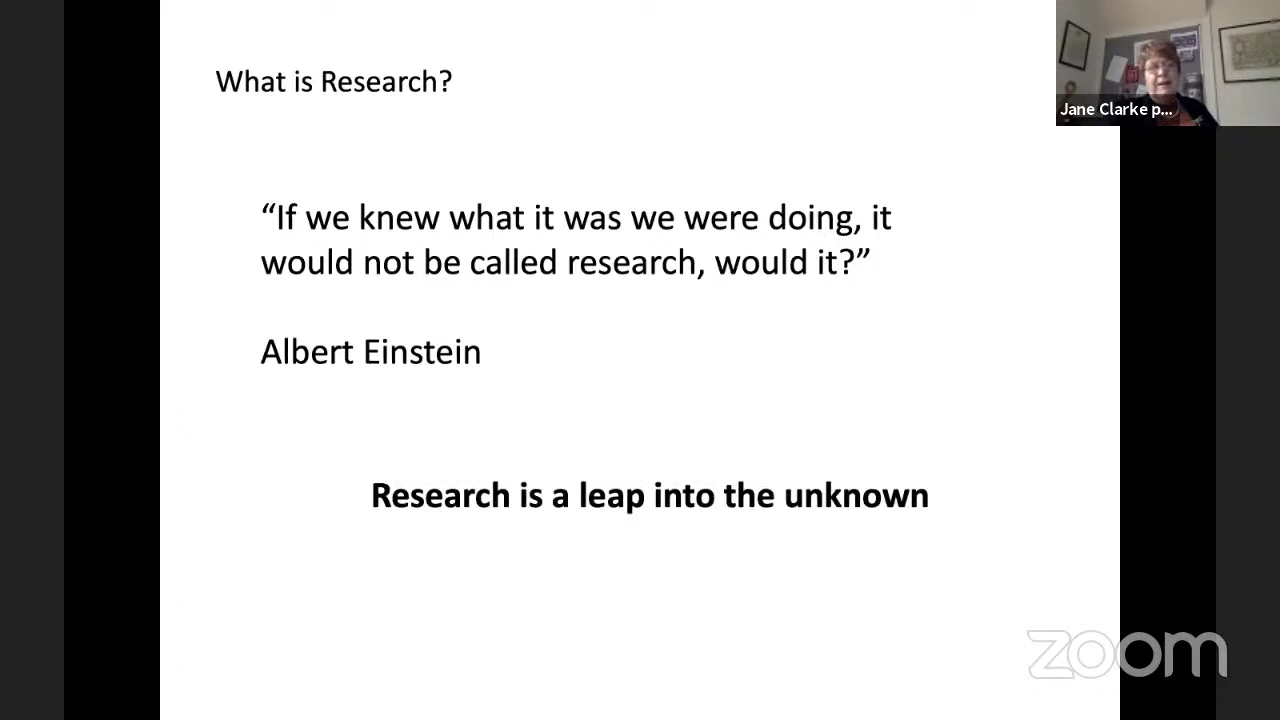 What is Research?
Jane Clarke p...
“If we knew what it was we were doing, it
would not be called research, would it?”
Albert Einstein
Research is a leap into the unknown
zoom